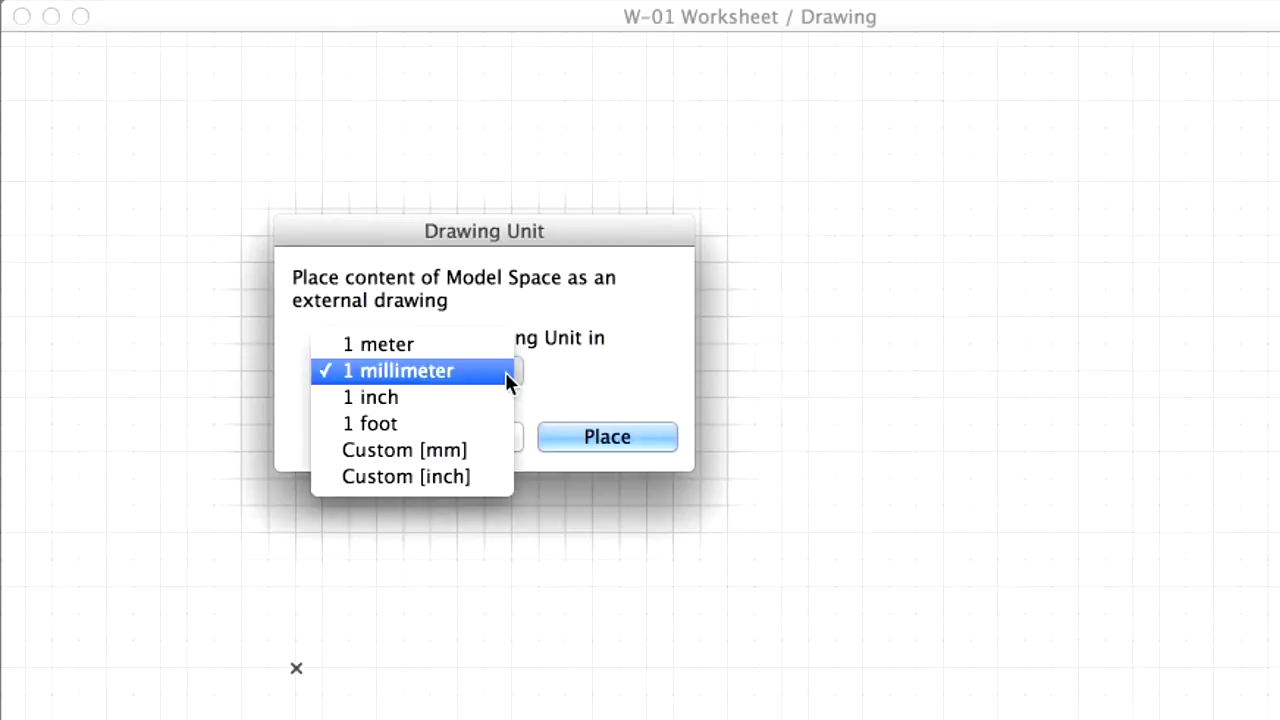 W-01 Worksheet / Drawing
Drawing Unit
Place content of Model Space as an
external drawing
ng Unit in
1 meter
✓ 1 millimeter
1 inch
1 foot
Custom [mm]
Custom [inch]
Place